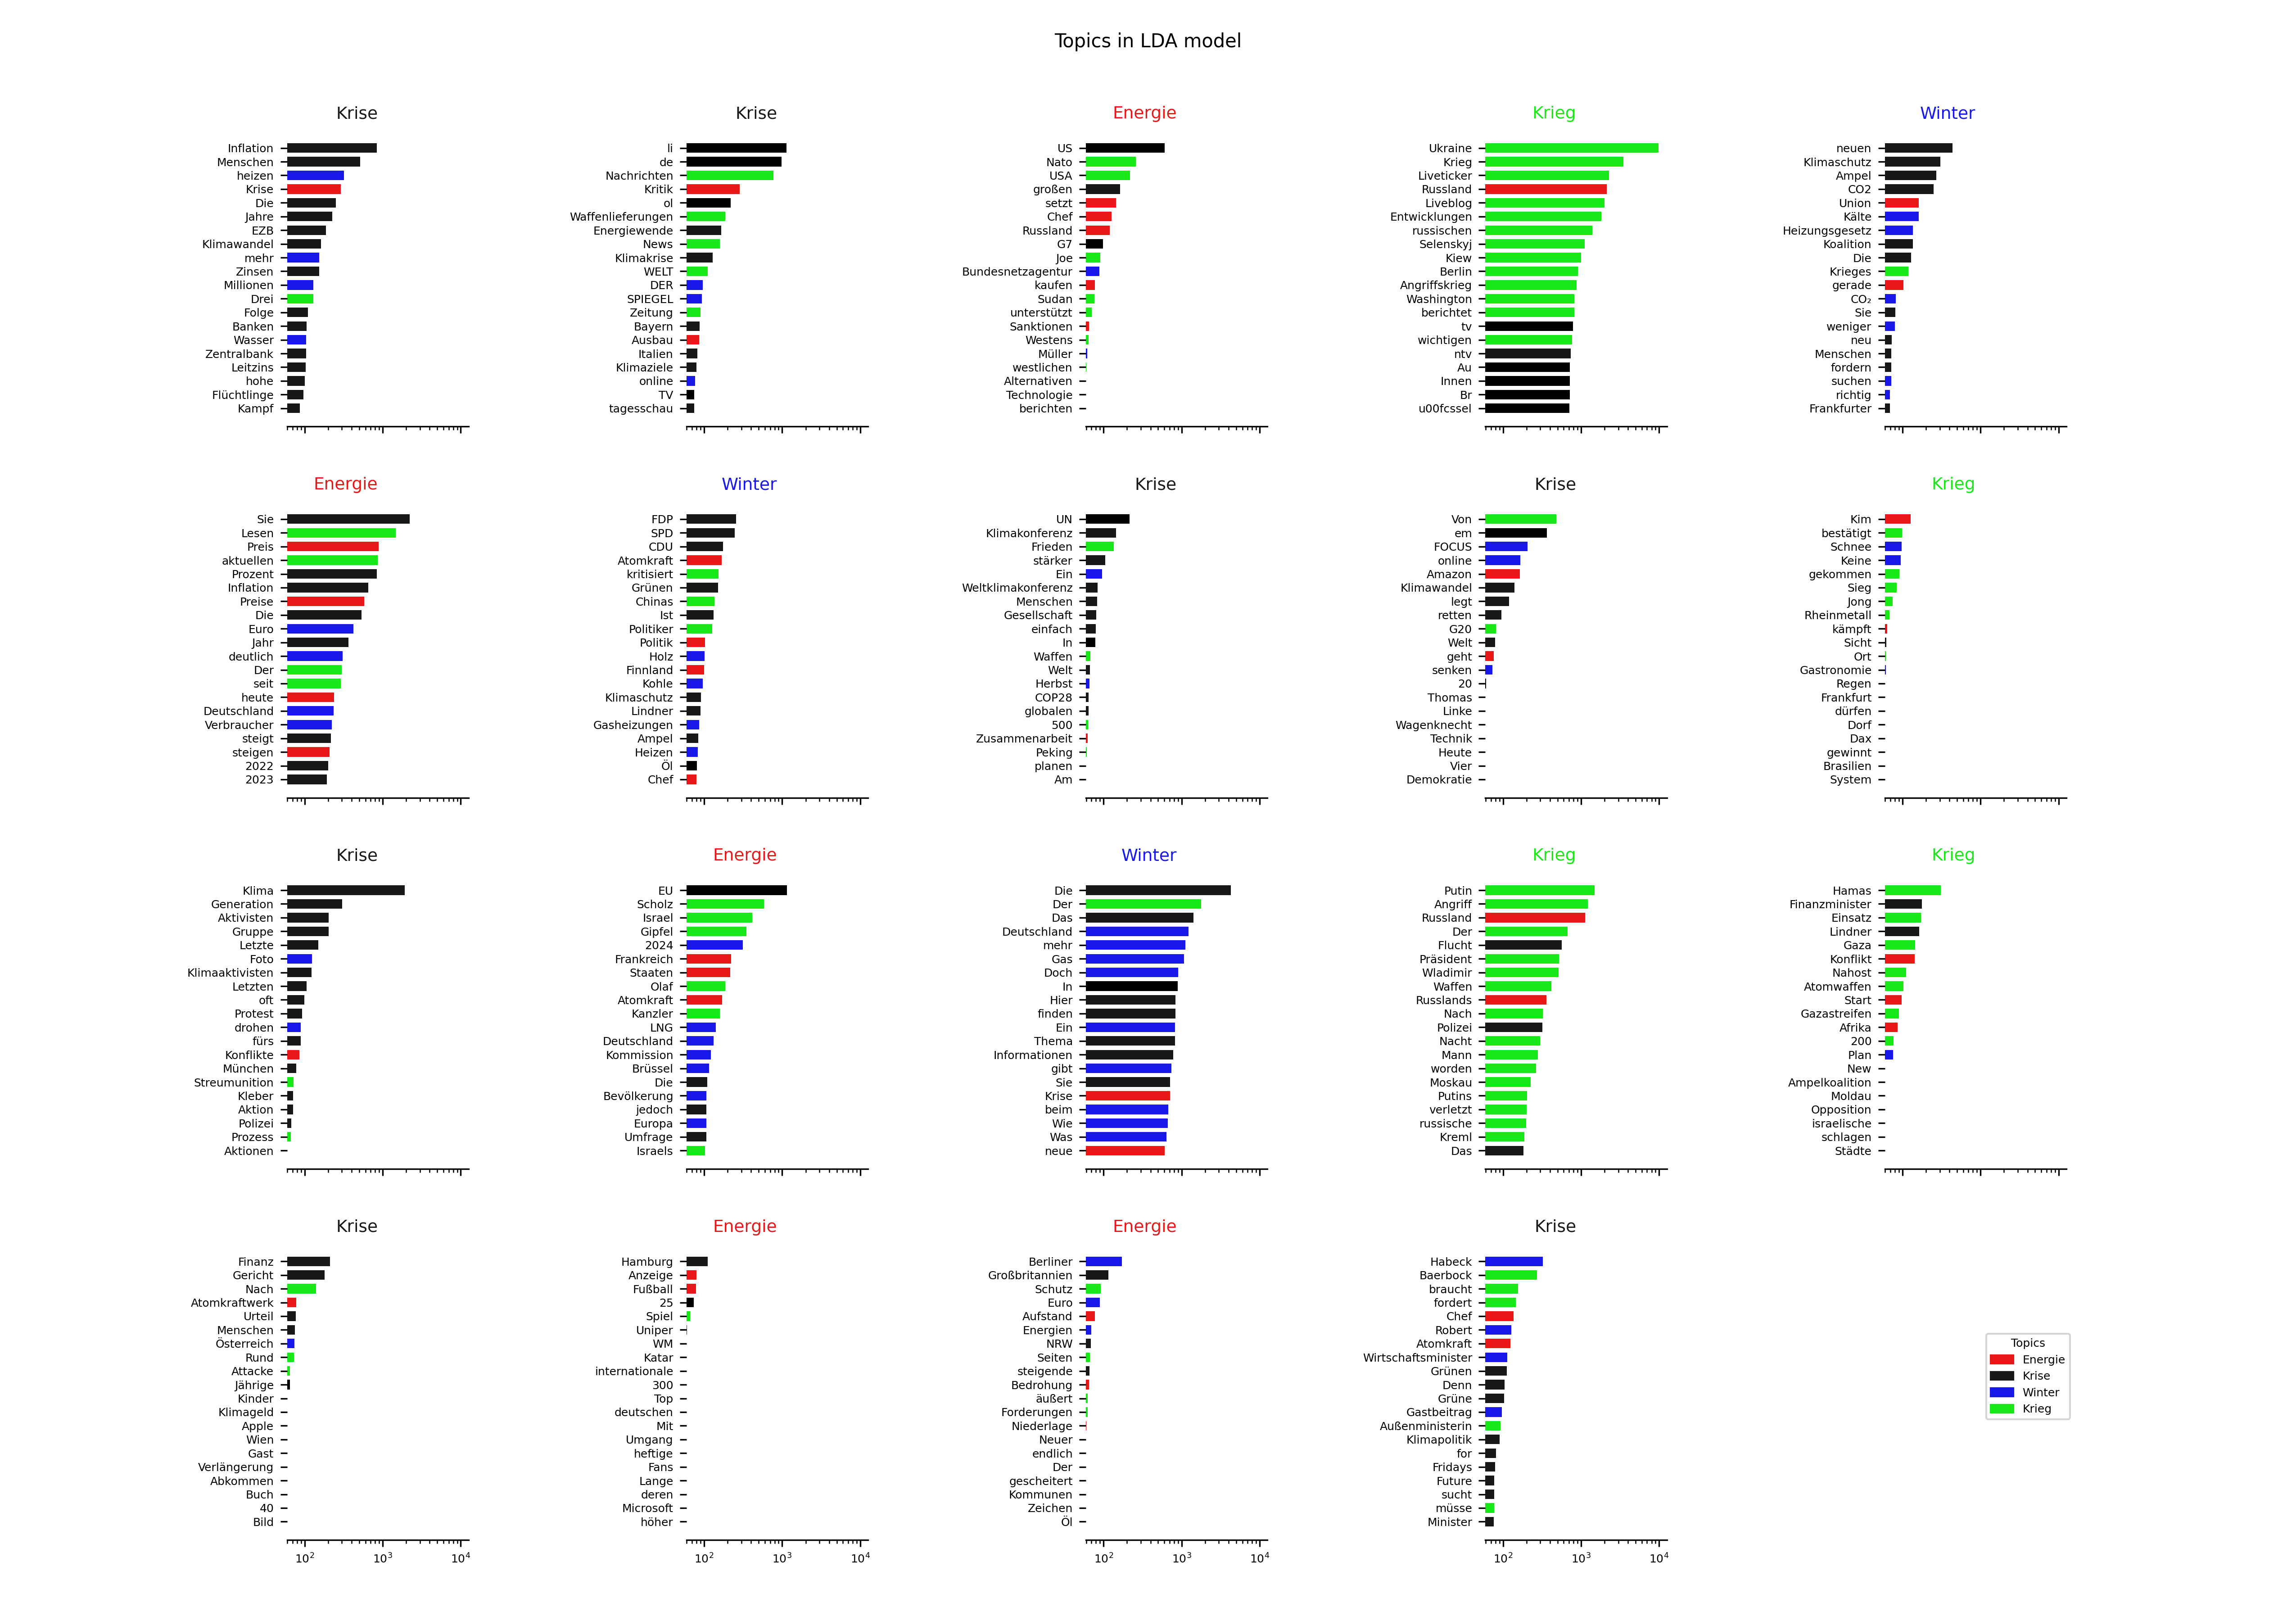 Topics in LDA model
Krise
Inflation
Menschen
heizen
Krise
Die
Jahre
EZB
Klimawandel
mehr
Zinsen
Millionen
Drei
Folge
Banken
Wasser
Zentralbank
Leitzins
hohe
Flüchtlinge
Kampf
Krise
li
de
Nachrichten
Kritik
ol
Waffenlieferungen
Energiewende
News
Klimakrise
WELT
DER
SPIEGEL
Zeitung
Bayern
Ausbau
Italien
Klimaziele
online
TV
tagesschau
Energie
US
Nato
USA
großen
setzt
Chef
Russland
G7
Joe
Bundesnetzagentur
kaufen
Sudan
unterstützt
Sanktionen
Westens
Müller
westlichen
Alternativen
Technologie
berichten
Krieg
Ukraine
Krieg
Liveticker
Russland
Liveblog
Entwicklungen
russischen
Selenskyj
Kiew
Berlin
Angriffskrieg
Washington
berichtet
tv
wichtigen
ntv
Au
Innen
Br
u00fcssel
Winter
neuen
Klimaschutz
Ampel
CO2
Union
Kälte
Heizungsgesetz
Koalition
Die
Krieges
gerade
CO₂
Sie
weniger
neu
Menschen
fordern
suchen
richtig
Frankfurter
Energie
Sie
Lesen
Preis
aktuellen
Prozent
Inflation
Preise
Die
Euro
Jahr
deutlich
Der
seit
heute
Deutschland
Verbraucher
steigt
steigen
2022
2023
Winter
FDP
SPD
CDU
Atomkraft
kritisiert
Grünen
Chinas
Ist
Politiker
Politik
Holz
Finnland
Kohle
Klimaschutz
Lindner
Gasheizungen
Ampel
Heizen
Öl
Chef
Krise
UN
Klimakonferenz
Frieden
stärker
Ein
Weltklimakonferenz
Menschen
Gesellschaft
einfach
In
Waffen
Welt
Herbst
COP28
globalen
500
Zusammenarbeit
Peking
planen
Am
Krise
Von
em
FOCUS
online
Amazon
Klimawandel
legt
retten
G20
Welt
geht
senken
20
Thomas
Linke
Wagenknecht
Technik
Heute
Vier
Demokratie
Krieg
Kim
bestätigt
Schnee
Keine
gekommen
Sieg
Jong
Rheinmetall
kämpft
Sicht
Ort
Gastronomie
Regen
Frankfurt
dürfen
Dorf
Dax
gewinnt
Brasilien
System
Krise
Klima
Generation
Aktivisten
Gruppe
Letzte
Foto
Klimaaktivisten
Letzten
oft
Protest
drohen
fürs
Konflikte
München
Streumunition
Kleber
Aktion
Polizei
Prozess
Aktionen
Energie
EU
Scholz
Israel
Gipfel
2024
Frankreich
Staaten
Olaf
Atomkraft
Kanzler
LNG
Deutschland
Kommission
Brüssel
Die
Bevölkerung
jedoch
Europa
Umfrage
Israels
Winter
Die
Der
Das
Deutschland
mehr
Gas
Doch
In
Hier
finden
Ein
Thema
Informationen
gibt
Sie
Krise
beim
Wie
Was
neue
Krieg
Putin
Angriff
Russland
Der
Flucht
Präsident
Wladimir
Waffen
Russlands
Nach
Polizei
Nacht
Mann
worden
Moskau
Putins
verletzt
russische
Kreml
Das
Krieg
Hamas
Finanzminister
Einsatz
Lindner
Gaza
Konflikt
Nahost
Atomwaffen
Start
Gazastreifen
Afrika
200
Plan
New
Ampelkoalition
Moldau
Opposition
israelische
schlagen
Städte
Krise
Finanz
Gericht
Nach
Atomkraftwerk
Urteil
Menschen
Österreich
Rund
Attacke
Jährige
Kinder
Klimageld
Apple
Wien
Gast
Verlängerung
Abkommen
Buch
40
Bild
10² 10³ 10⁴
Energie
Hamburg
Anzeige
Fußball
25
Spiel
Uniper
WM
Katar
internationale
300
Top
deutschen
Mit
Umgang
heftige
Fans
Lange
deren
Microsoft
höher
10² 10³ 10⁴
Energie
Berliner
Großbritannien
Schutz
Euro
Aufstand
Energien
NRW
Seiten
steigende
Bedrohung
äußert
Forderungen
Niederlage
Neuer
endlich
Der
gescheitert
Kommunen
Zeichen
Öl
10² 10³ 10⁴
Krise
Habeck
Baerbock
braucht
fordert
Chef
Robert
Atomkraft
Wirtschaftsminister
Grünen
Denn
Grüne
Gastbeitrag
Außenministerin
Klimapolitik
for
Fridays
Future
sucht
müsse
Minister
10² 10³ 10⁴
Topics
Energie
Krise
Winter
Krieg